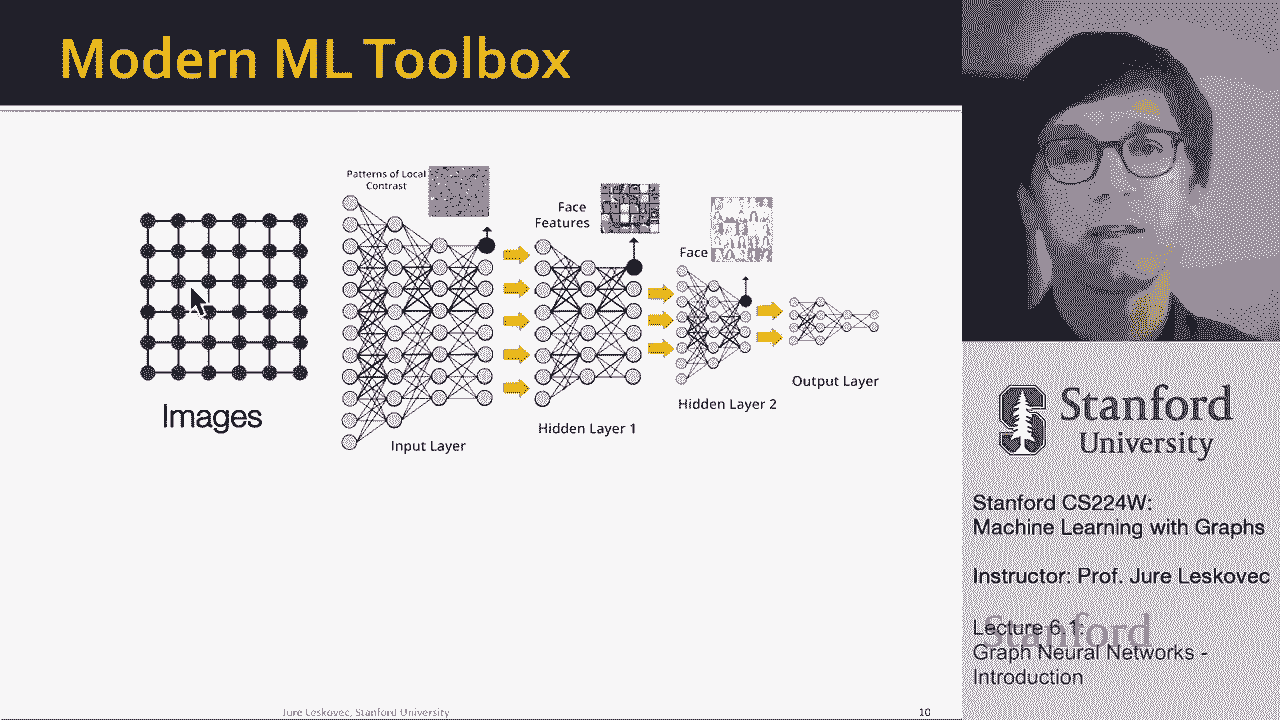 Modern ML Toolbox
Patterns of Local
Contrast
Face
Features
Face
Images
Input Layer
Hidden Layer 1
Hidden Layer 2
Output Layer
Jure Leskovec, Stanford University
10
Stanford
University
Stanford CS224W:
Machine Learning with Graphs
Instructor: Prof. Jure Leskovec
Lecture 6.1:
Stanford
Graph Neural Networks -
Introduction